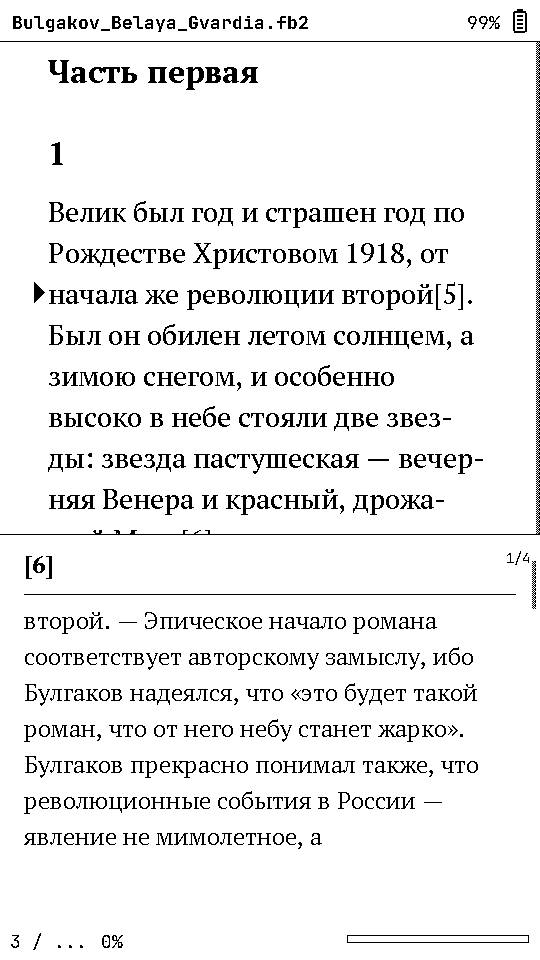 Bulgakov_Belaya_Gvardia.fb2 99%
Часть первая
1
Велик был год и страшен год по
Рождестве Христовом 1918, от
начала же революции второй[5].
Был он обилен летом солнцем, а
зимою снегом, и особенно
высоко в небе стояли две звез-
ды: звезда пастушеская — вечер-
няя Венера и красный, дрожа-
[6]
1/4
второй. — Эпическое начало романа
соответствует авторскому замыслу, ибо
Булгаков надеялся, что «это будет такой
роман, что от него небу станет жарко».
Булгаков прекрасно понимал также, что
революционные события в России —
явление не мимолетное, а
3 / ... 0%